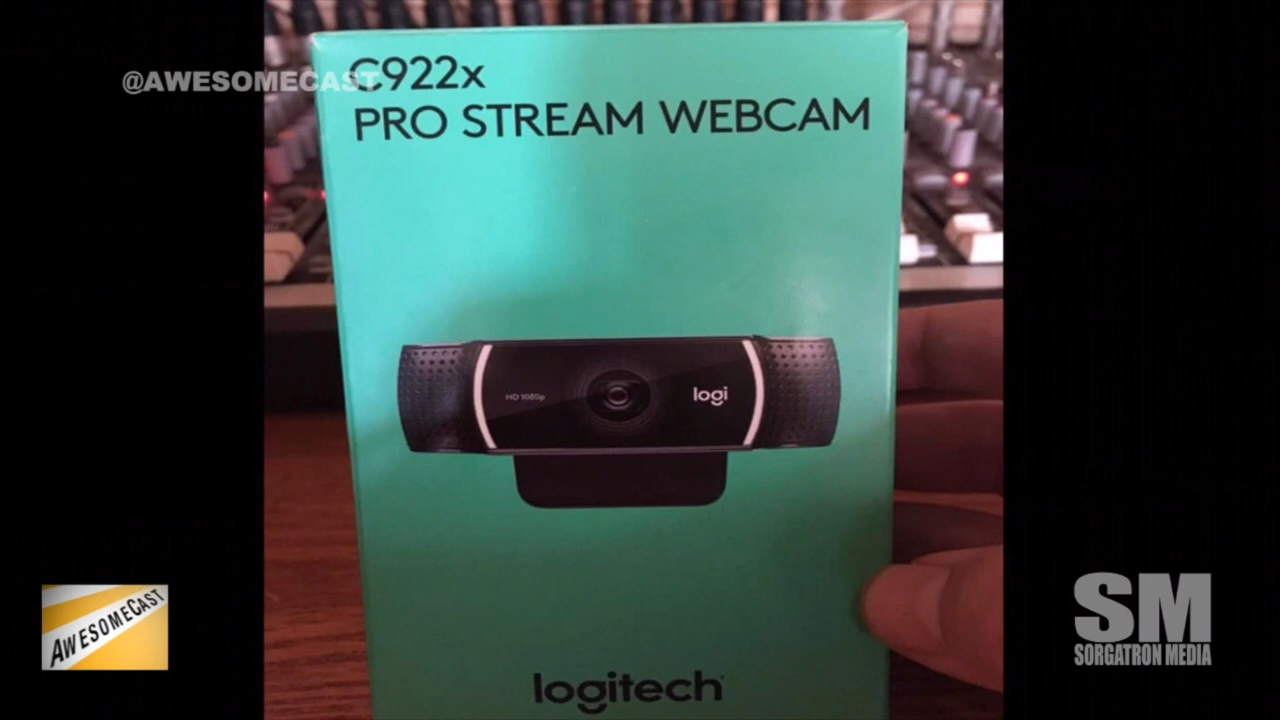 @AWESOMECAST
C922x
PRO STREAM WEBCAM
HD 1080p
logi
logitech
AWESOMECAST
SM
SORGATRON MEDIA